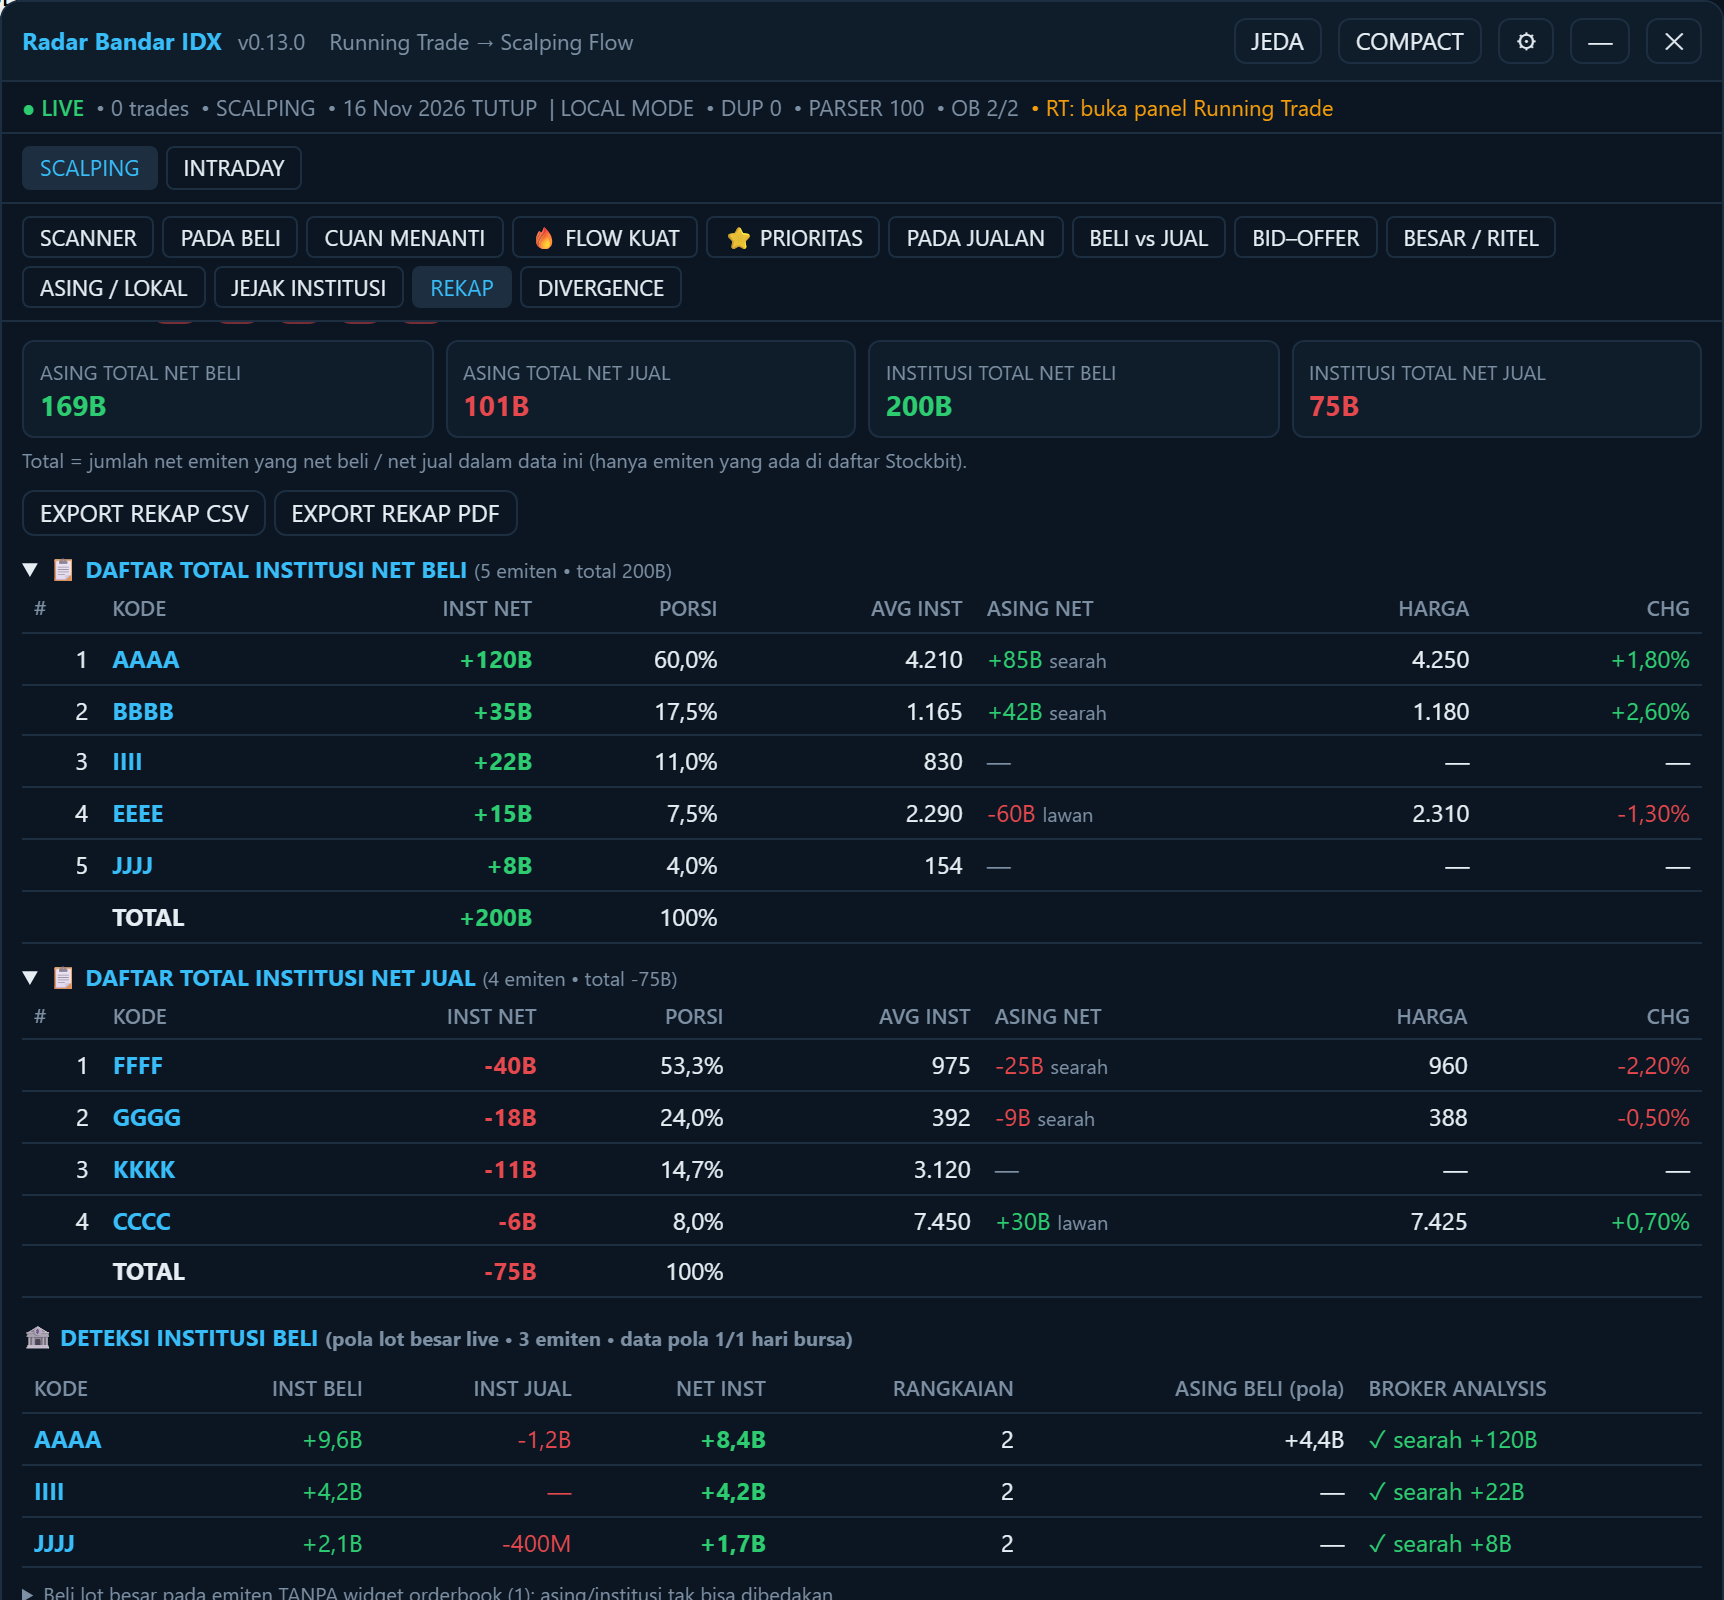 Radar Bandar IDX v0.13.0 Running Trade → Scalping Flow JEDA COMPACT
● LIVE • 0 trades • SCALPING • 16 Nov 2026 TUTUP | LOCAL MODE • DUP 0 • PARSER 100 • OB 2/2 • RT: buka panel Running Trade
SCALPING INTRADAY
SCANNER PADA BELI CUAN MENANTI 🔥 FLOW KUAT ⭐ PRIORITAS PADA JUALAN BELI vs JUAL BID–OFFER BESAR / RITEL
ASING / LOKAL JEJAK INSTITUSI REKAP DIVERGENCE
ASING TOTAL NET BELI ASING TOTAL NET JUAL INSTITUSI TOTAL NET BELI INSTITUSI TOTAL NET JUAL
169B 101B 200B 75B
Total = jumlah net emiten yang net beli / net jual dalam data ini (hanya emiten yang ada di daftar Stockbit).
EXPORT REKAP CSV EXPORT REKAP PDF
▼ 📋 DAFTAR TOTAL INSTITUSI NET BELI (5 emiten • total 200B)
# KODE INST NET PORSI AVG INST ASING NET HARGA CHG
1 AAAA +120B 60,0% 4.210 +85B searah 4.250 +1,80%
2 BBBB +35B 17,5% 1.165 +42B searah 1.180 +2,60%
3 IIII +22B 11,0% 830 — — —
4 EEEE +15B 7,5% 2.290 -60B lawan 2.310 -1,30%
5 JJJJ +8B 4,0% 154 — — —
TOTAL +200B 100%
▼ 📋 DAFTAR TOTAL INSTITUSI NET JUAL (4 emiten • total -75B)
# KODE INST NET PORSI AVG INST ASING NET HARGA CHG
1 FFFF -40B 53,3% 975 -25B searah 960 -2,20%
2 GGGG -18B 24,0% 392 -9B searah 388 -0,50%
3 KKKK -11B 14,7% 3.120 — — —
4 CCCC -6B 8,0% 7.450 +30B lawan 7.425 +0,70%
TOTAL -75B 100%
🏦 DETEKSI INSTITUSI BELI (pola lot besar live • 3 emiten • data pola 1/1 hari bursa)
KODE INST BELI INST JUAL NET INST RANGKAIAN ASING BELI (pola) BROKER ANALYSIS
AAAA +9,6B -1,2B +8,4B 2 +4,4B ✓ searah +120B
IIII +4,2B — +4,2B 2 — ✓ searah +22B
JJJJ +2,1B -400M +1,7B 2 — ✓ searah +8B
▶ Beli lot besar pada emiten TANPA widget orderbook (1): asing/institusi tak bisa dibedakan